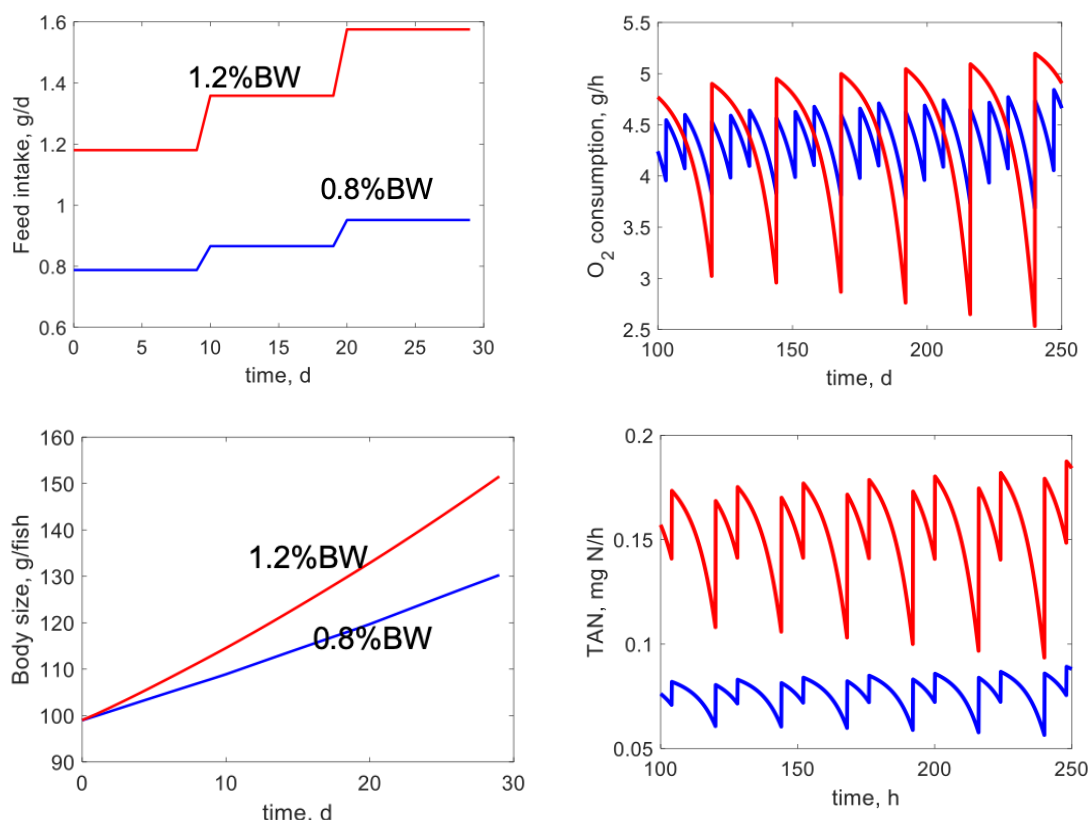 1.6
1.4
1.2
1
0.8
0.6
Feed intake, g/d
1.2%BW
0.8%BW
0 5 10 15 20 25 30
time, d
5.5
5
4.5
4
3.5
3
2.5
O2 consumption, g/h
100 150 200 250
time, d
160
150
140
130
120
110
100
90
Body size, g/fish
1.2%BW
0.8%BW
0 10 20 30
time, d
0.2
0.15
0.1
0.05
TAN, mg N/h
100 150 200 250
time, h